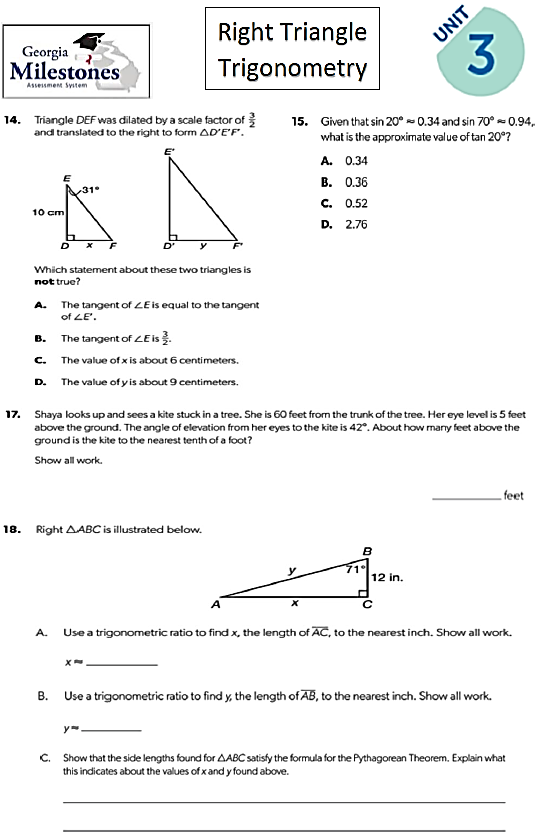 Georgia
Milestones
Assessment System
Right Triangle
Trigonometry
UNIT
3
14. Triangle DEF was dilated by a scale factor of 3/2
and translated to the right to form △D′E′F′.
E
31°
10 cm
D x F
E′
D′ y F′
Which statement about these two triangles is
not true?
A. The tangent of ∠E is equal to the tangent
of ∠E′.
B. The tangent of ∠E is 3/2.
C. The value of x is about 6 centimeters.
D. The value of y is about 9 centimeters.
15. Given that sin 20° ≈ 0.34 and sin 70° ≈ 0.94,
what is the approximate value of tan 20°?
A. 0.34
B. 0.36
C. 0.52
D. 2.76
17. Shaya looks up and sees a kite stuck in a tree. She is 60 feet from the trunk of the tree. Her eye level is 5 feet
above the ground. The angle of elevation from her eyes to the kite is 42°. About how many feet above the
ground is the kite to the nearest tenth of a foot?
Show all work.
feet
18. Right △ABC is illustrated below.
B
y 71° 12 in.
A x C
A. Use a trigonometric ratio to find x, the length of AC, to the nearest inch. Show all work.
x ≈
B. Use a trigonometric ratio to find y, the length of AB, to the nearest inch. Show all work.
y ≈
C. Show that the side lengths found for △ABC satisfy the formula for the Pythagorean Theorem. Explain what
this indicates about the values of x and y found above.